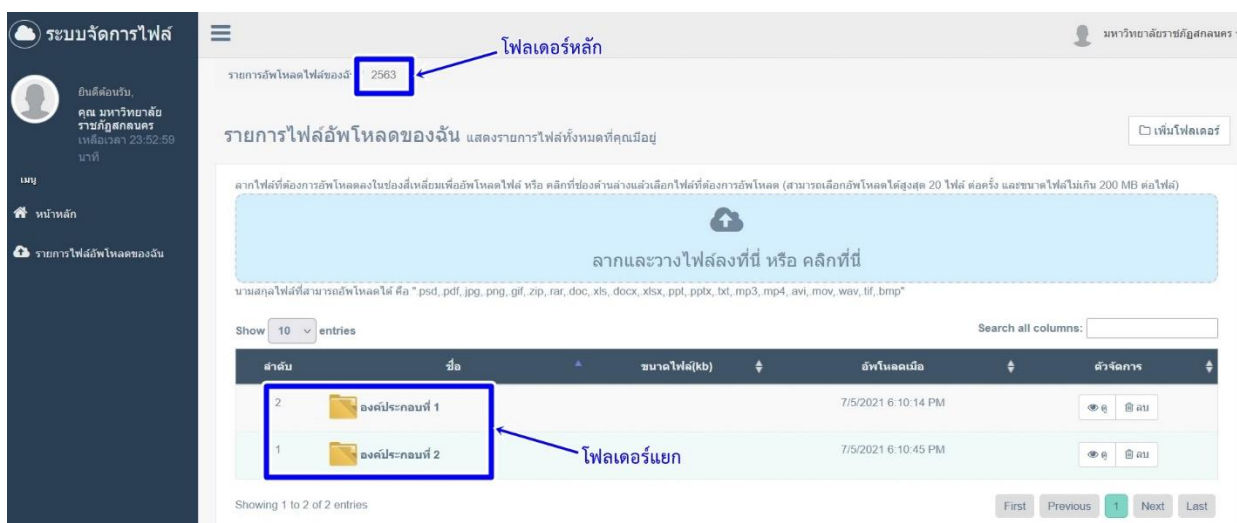 ระบบจัดการไฟล์
มหาวิทยาลัยราชภัฏสกลนคร
โฟลเดอร์หลัก
รายการอัพโหลดไฟล์ของฉั 2563
ยินดีต้อนรับ,
คุณ มหาวิทยาลัย
ราชภัฏสกลนคร
เหลือเวลา 23:52:59
นาที
รายการไฟล์อัพโหลดของฉัน แสดงรายการไฟล์ทั้งหมดที่คุณมีอยู่
เพิ่มโฟลเดอร์
เมนู
หน้าหลัก
รายการไฟล์อัพโหลดของฉัน
ลากไฟล์ที่ต้องการอัพโหลดลงในช่องสี่เหลี่ยมเพื่ออัพโหลดไฟล์ หรือ คลิกที่ช่องด้านล่างแล้วเลือกไฟล์ที่ต้องการอัพโหลด (สามารถเลือกอัพโหลดได้สูงสุด 20 ไฟล์ ต่อครั้ง และขนาดไฟล์ไม่เกิน 200 MB ต่อไฟล์)
ลากและวางไฟล์ลงที่นี่ หรือ คลิกที่นี่
นามสกุลไฟล์ที่สามารถอัพโหลดได้ คือ " psd, pdf, jpg, png, gif, zip, rar, doc, xls, docx, xlsx, ppt, pptx, txt, mp3, mp4, avi, mov, wav, tif, bmp"
Show 10 entries
Search all columns:
ลำดับ ชื่อ ขนาดไฟล์(kb) อัพโหลดเมื่อ ตัวจัดการ
2 องค์ประกอบที่ 1 7/5/2021 6:10:14 PM ดู ลบ
1 องค์ประกอบที่ 2 7/5/2021 6:10:45 PM ดู ลบ
โฟลเดอร์แยก
Showing 1 to 2 of 2 entries
First Previous 1 Next Last